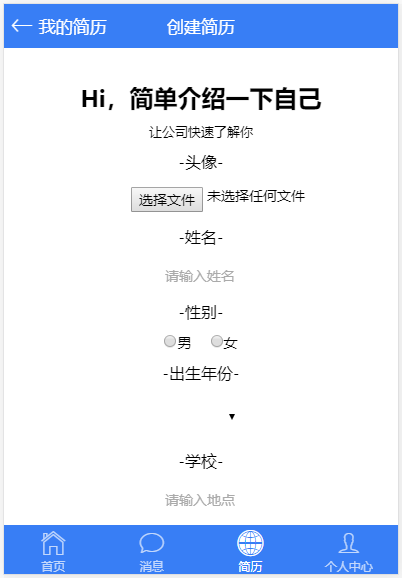 我的简历 创建简历
Hi，简单介绍一下自己
让公司快速了解你
-头像-
选择文件 未选择任何文件
-姓名-
请输入姓名
-性别-
男 女
-出生年份-
-学校-
请输入地点
首页 消息 简历 个人中心